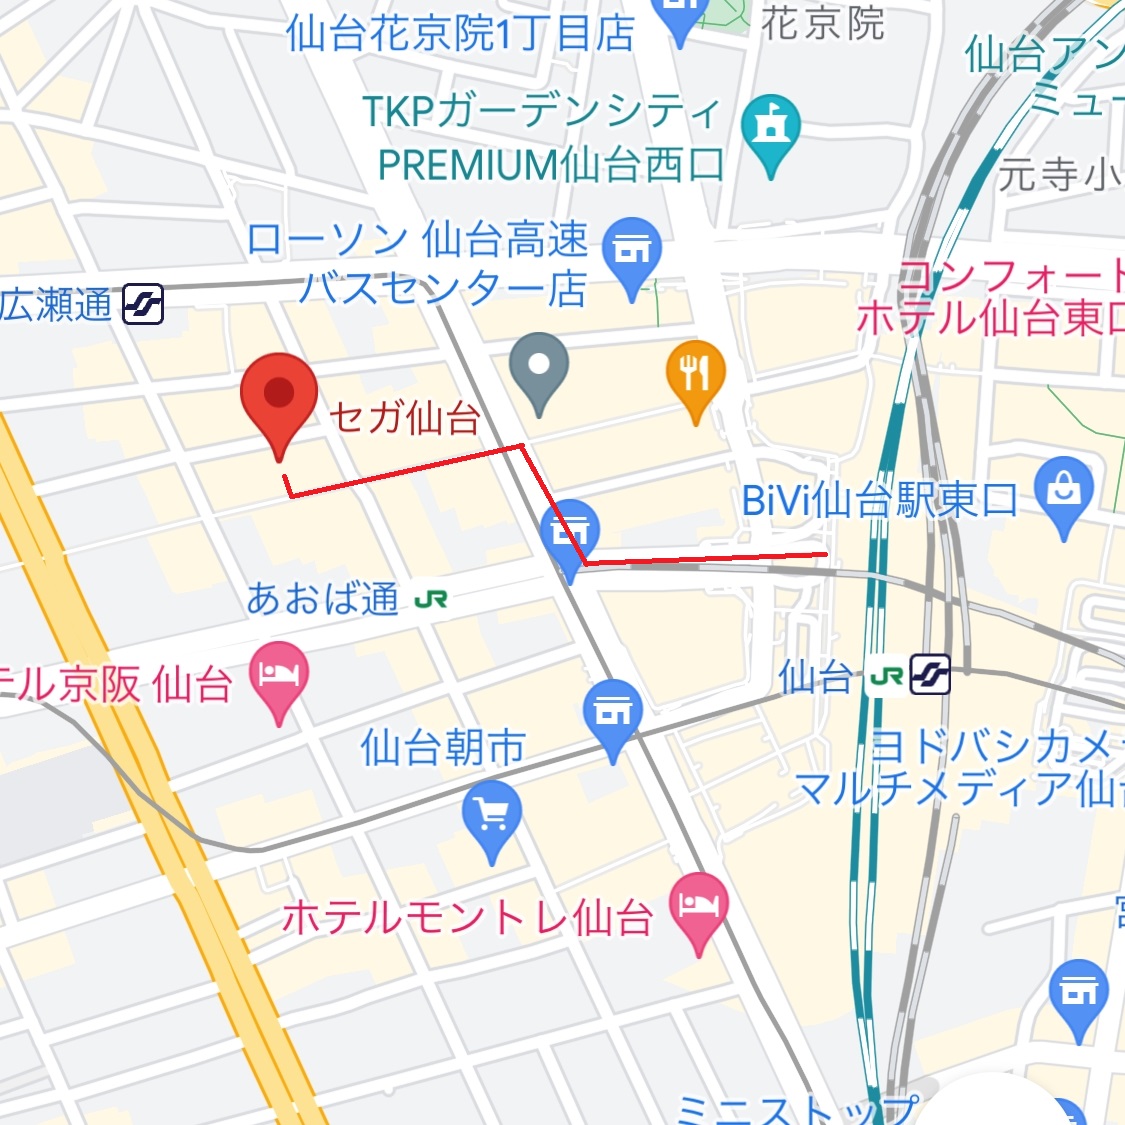 仙台花京院1丁目店
花京院
仙台アン
ミュー
TKPガーデンシティ
PREMIUM仙台西口
元寺小
ローソン 仙台高速
バスセンター店
コンフォート
ホテル仙台東口
広瀬通
セガ仙台
BiVi仙台駅東口
あおば通 JR
テル京阪 仙台
仙台 JR
仙台朝市
ヨドバシカメラ
マルチメディア仙台
ホテルモントレ仙台
ミニストップ